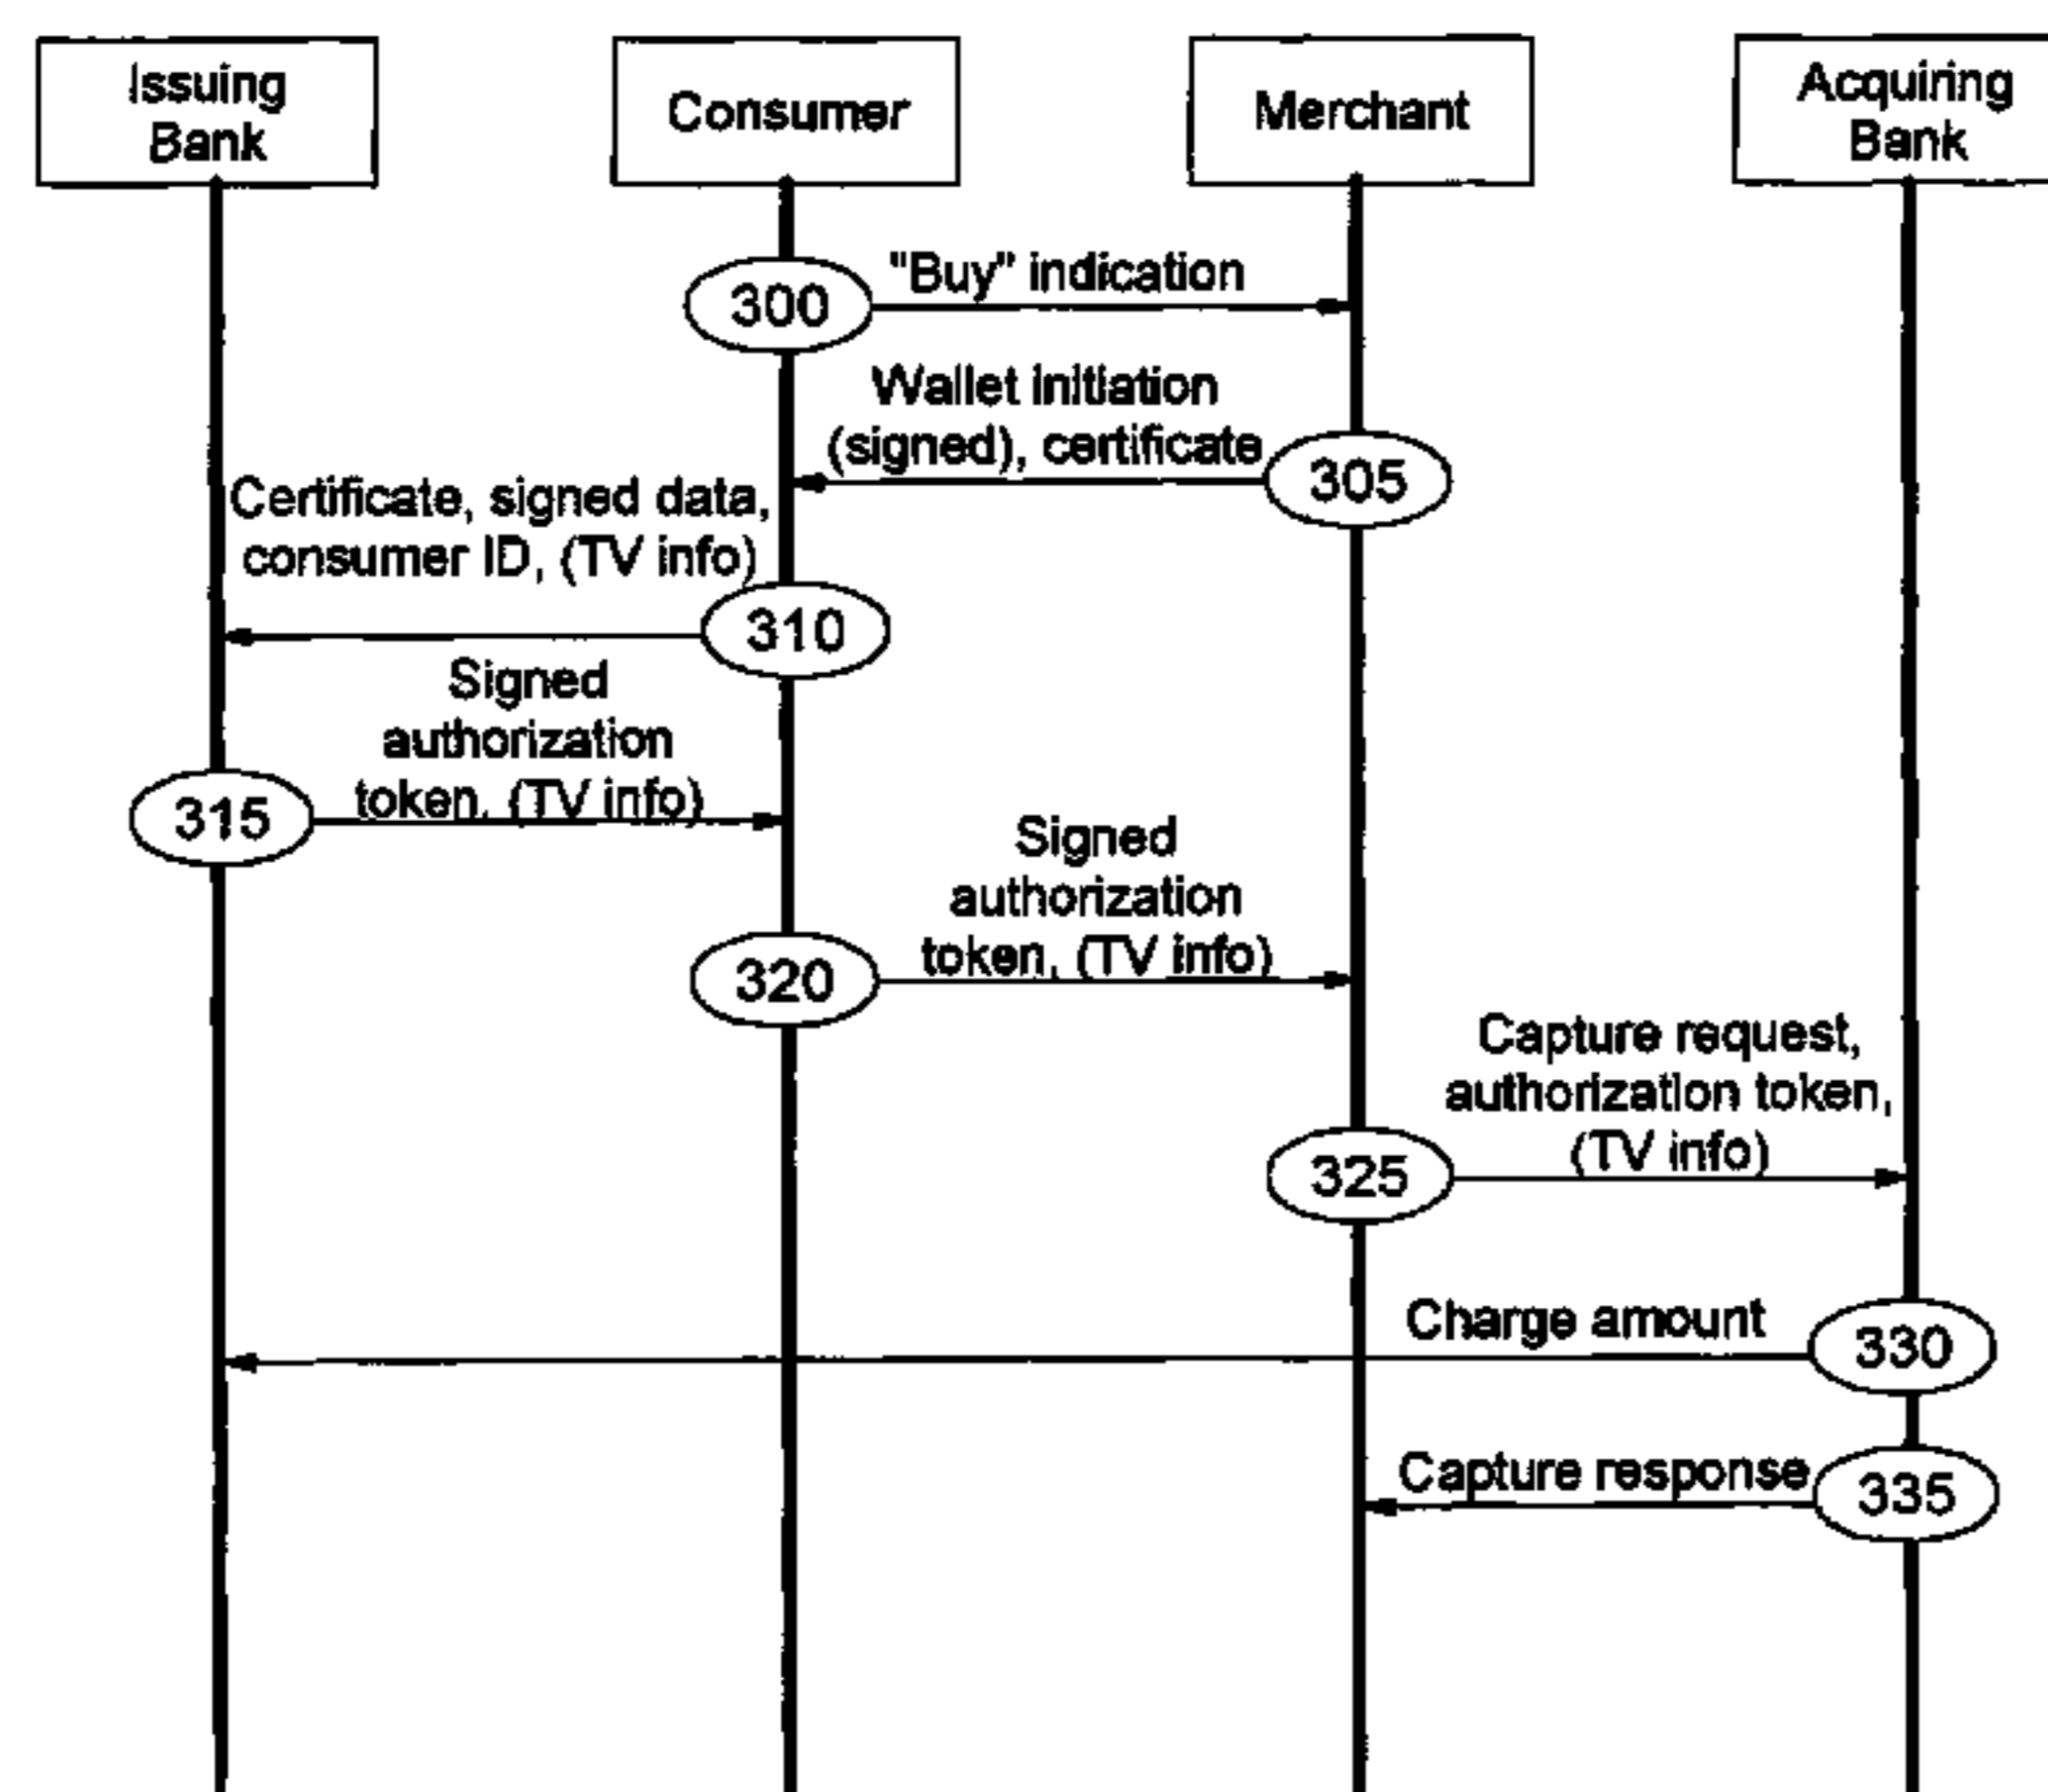 Issuing
Bank
Consumer
Merchant
Acquiring
Bank
300
"Buy" indication
Wallet initiation
(signed), certificate
305
Certificate, signed data,
consumer ID, (TV info)
310
Signed
authorization
token, (TV info)
315
Signed
authorization
token, (TV info)
320
Capture request,
authorization token,
(TV info)
325
Charge amount
330
Capture response
335